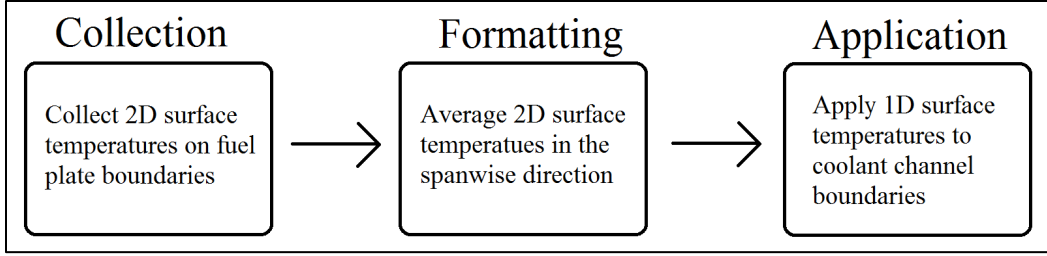 Collection
Collect 2D surface
temperatures on fuel
plate boundaries
Formatting
Average 2D surface
temperatues in the
spanwise direction
Application
Apply 1D surface
temperatures to
coolant channel
boundaries